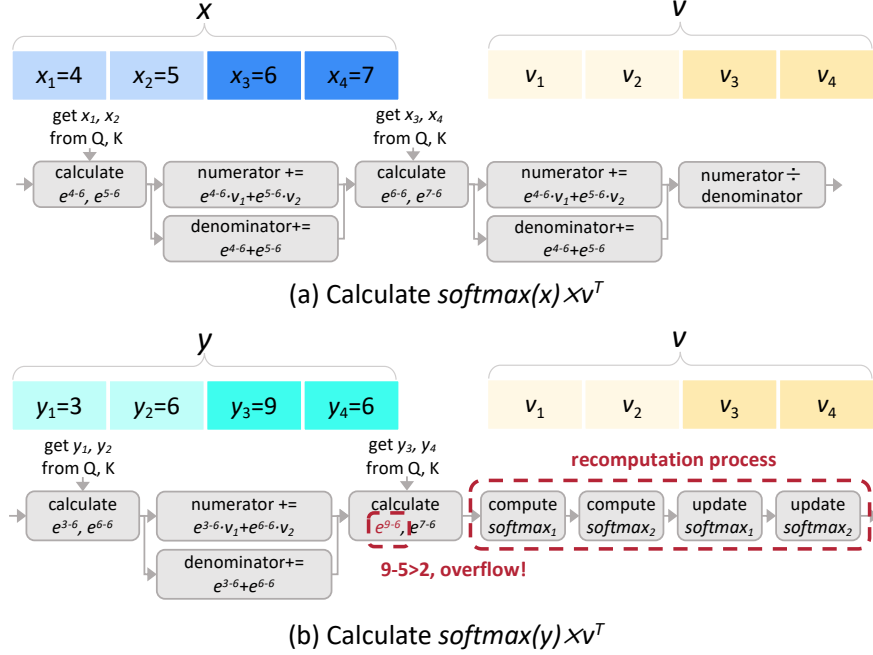 x
v
x₁=4 x₂=5 x₃=6 x₄=7
v₁ v₂ v₃ v₄
get x₁, x₂
from Q, K
get x₃, x₄
from Q, K
calculate
e⁴⁻⁶, e⁵⁻⁶
numerator +=
e⁴⁻⁶·v₁+e⁵⁻⁶·v₂
denominator+=
e⁴⁻⁶+e⁵⁻⁶
calculate
e⁶⁻⁶, e⁷⁻⁶
numerator +=
e⁴⁻⁶·v₁+e⁵⁻⁶·v₂
denominator+=
e⁴⁻⁶+e⁵⁻⁶
numerator ÷
denominator
(a) Calculate softmax(x)×vᵀ
y
v
y₁=3 y₂=6 y₃=9 y₄=6
v₁ v₂ v₃ v₄
get y₁, y₂
from Q, K
get y₃, y₄
from Q, K
recomputation process
calculate
e³⁻⁶, e⁶⁻⁶
numerator +=
e³⁻⁶·v₁+e⁶⁻⁶·v₂
denominator+=
e³⁻⁶+e⁶⁻⁶
calculate
e⁹⁻⁶, e⁷⁻⁶
9-5>2, overflow!
compute
softmax₁
compute
softmax₂
update
softmax₁
update
softmax₂
(b) Calculate softmax(y)×vᵀ